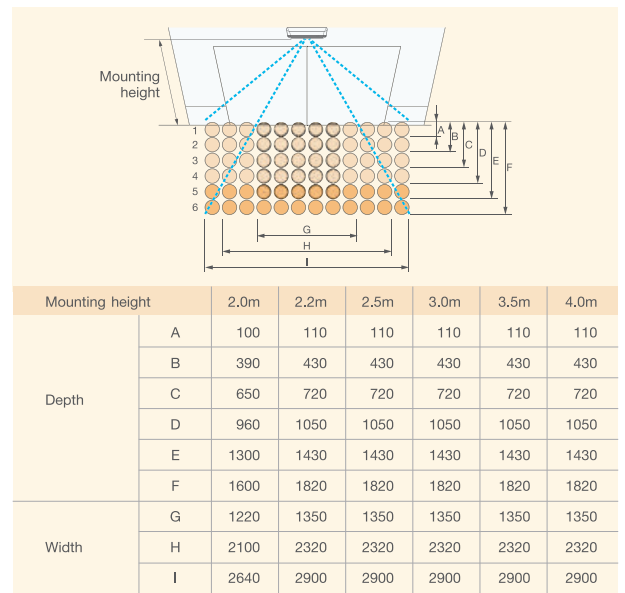 Mounting
height
1
2
3
4
5
6
A
B
C
D
E
F
G
H
I
Mounting height 2.0m 2.2m 2.5m 3.0m 3.5m 4.0m
Depth
A 100 110 110 110 110 110
B 390 430 430 430 430 430
C 650 720 720 720 720 720
D 960 1050 1050 1050 1050 1050
E 1300 1430 1430 1430 1430 1430
F 1600 1820 1820 1820 1820 1820
Width
G 1220 1350 1350 1350 1350 1350
H 2100 2320 2320 2320 2320 2320
I 2640 2900 2900 2900 2900 2900